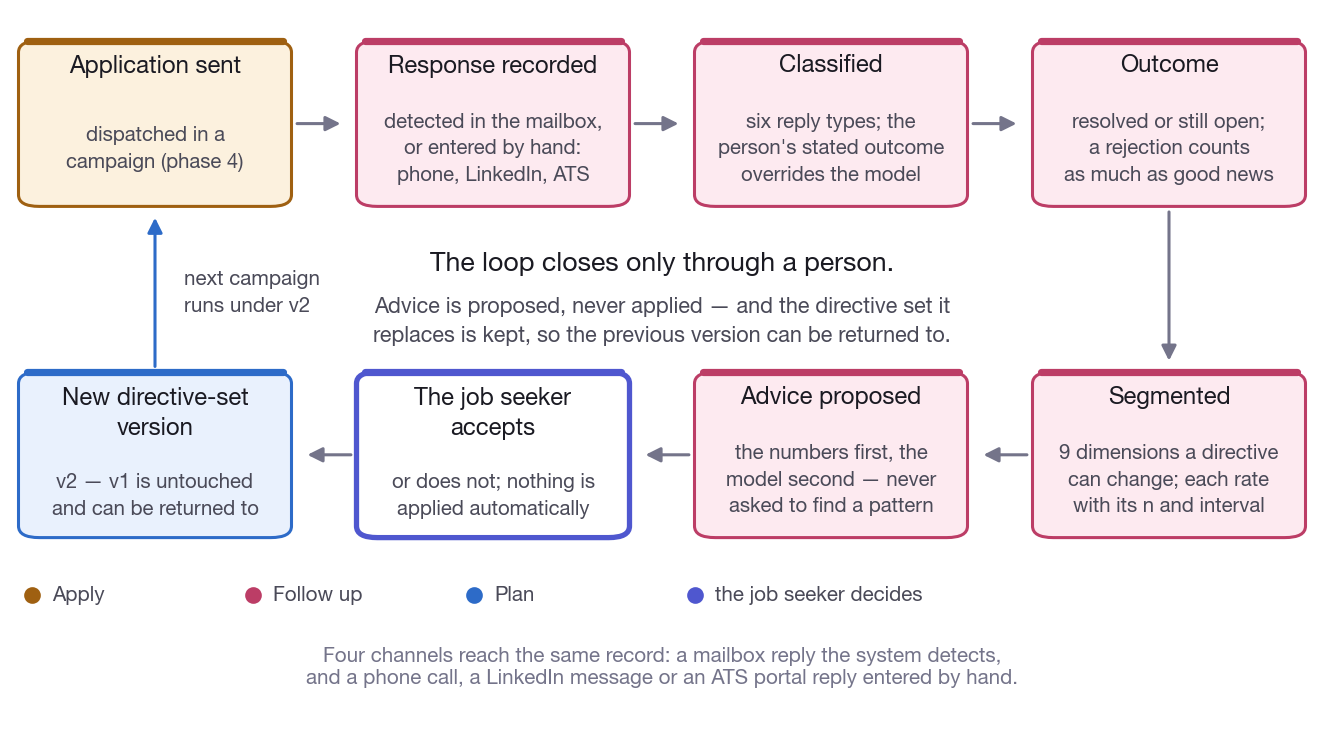 Application sent
dispatched in a
campaign (phase 4)
Response recorded
detected in the mailbox,
or entered by hand:
phone, LinkedIn, ATS
Classified
six reply types; the
person's stated outcome
overrides the model
Outcome
resolved or still open;
a rejection counts
as much as good news
next campaign
runs under v2
The loop closes only through a person.
Advice is proposed, never applied — and the directive set it
replaces is kept, so the previous version can be returned to.
New directive-set
version
v2 — v1 is untouched
and can be returned to
The job seeker
accepts
or does not; nothing is
applied automatically
Advice proposed
the numbers first, the
model second — never
asked to find a pattern
Segmented
9 dimensions a directive
can change; each rate
with its n and interval
Apply
Follow up
Plan
the job seeker decides
Four channels reach the same record: a mailbox reply the system detects,
and a phone call, a LinkedIn message or an ATS portal reply entered by hand.